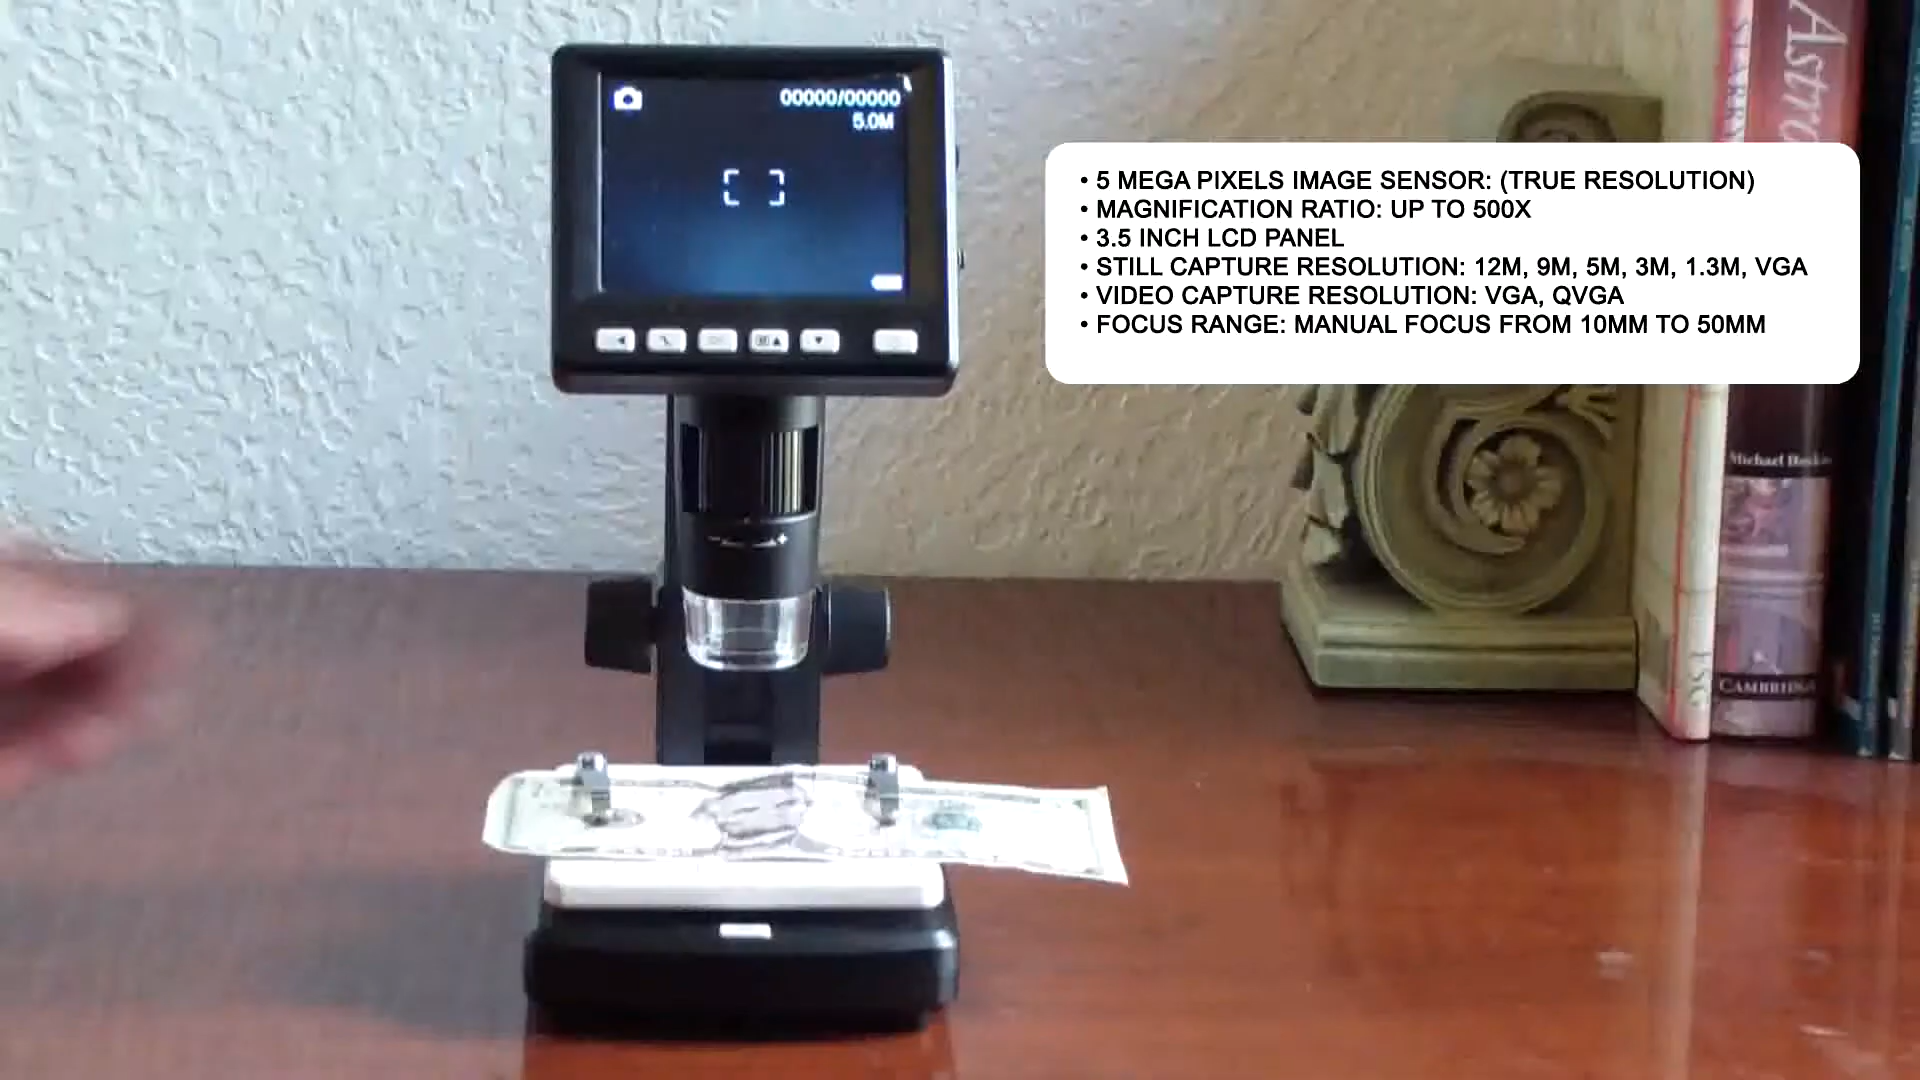 00000/00000
5.0M
• 5 MEGA PIXELS IMAGE SENSOR: (TRUE RESOLUTION)
• MAGNIFICATION RATIO: UP TO 500X
• 3.5 INCH LCD PANEL
• STILL CAPTURE RESOLUTION: 12M, 9M, 5M, 3M, 1.3M, VGA
• VIDEO CAPTURE RESOLUTION: VGA, QVGA
• FOCUS RANGE: MANUAL FOCUS FROM 10MM TO 50MM
Astro
Michael